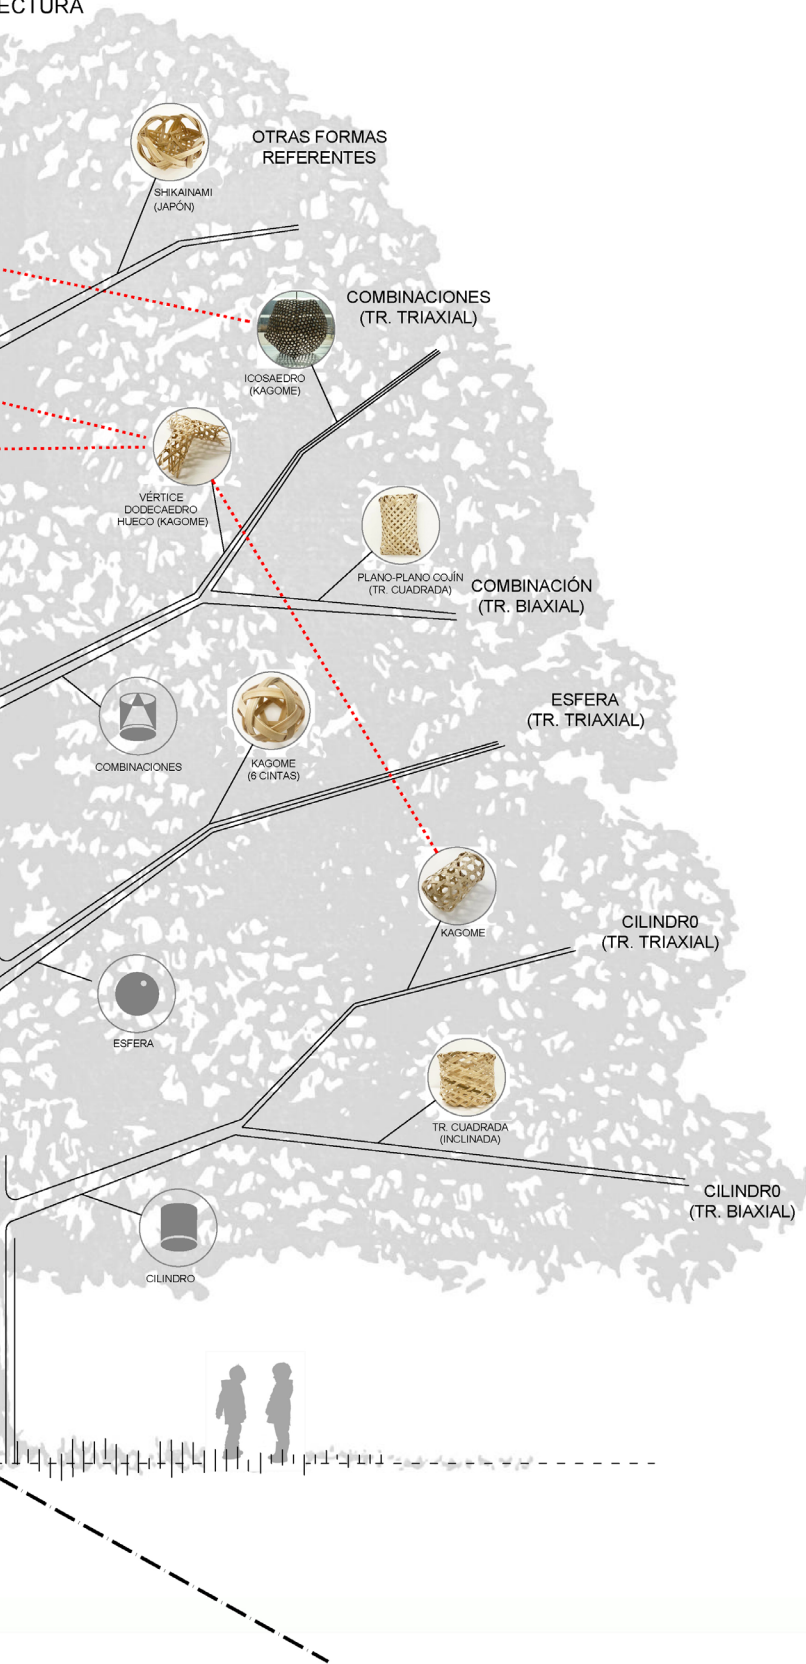 ECTURA
OTRAS FORMAS
REFERENTES
SHIKAINAMI
(JAPÓN)
COMBINACIONES
(TR. TRIAXIAL)
ICOSAEDRO
(KAGOME)
VÉRTICE
DODECAEDRO
HUECO (KAGOME)
PLANO-PLANO COJÍN
(TR. CUADRADA)
COMBINACIÓN
(TR. BIAXIAL)
ESFERA
(TR. TRIAXIAL)
COMBINACIONES
KAGOME
(6 CINTAS)
KAGOME
CILINDR0
(TR. TRIAXIAL)
ESFERA
TR. CUADRADA
(INCLINADA)
CILINDR0
(TR. BIAXIAL)
CILINDRO